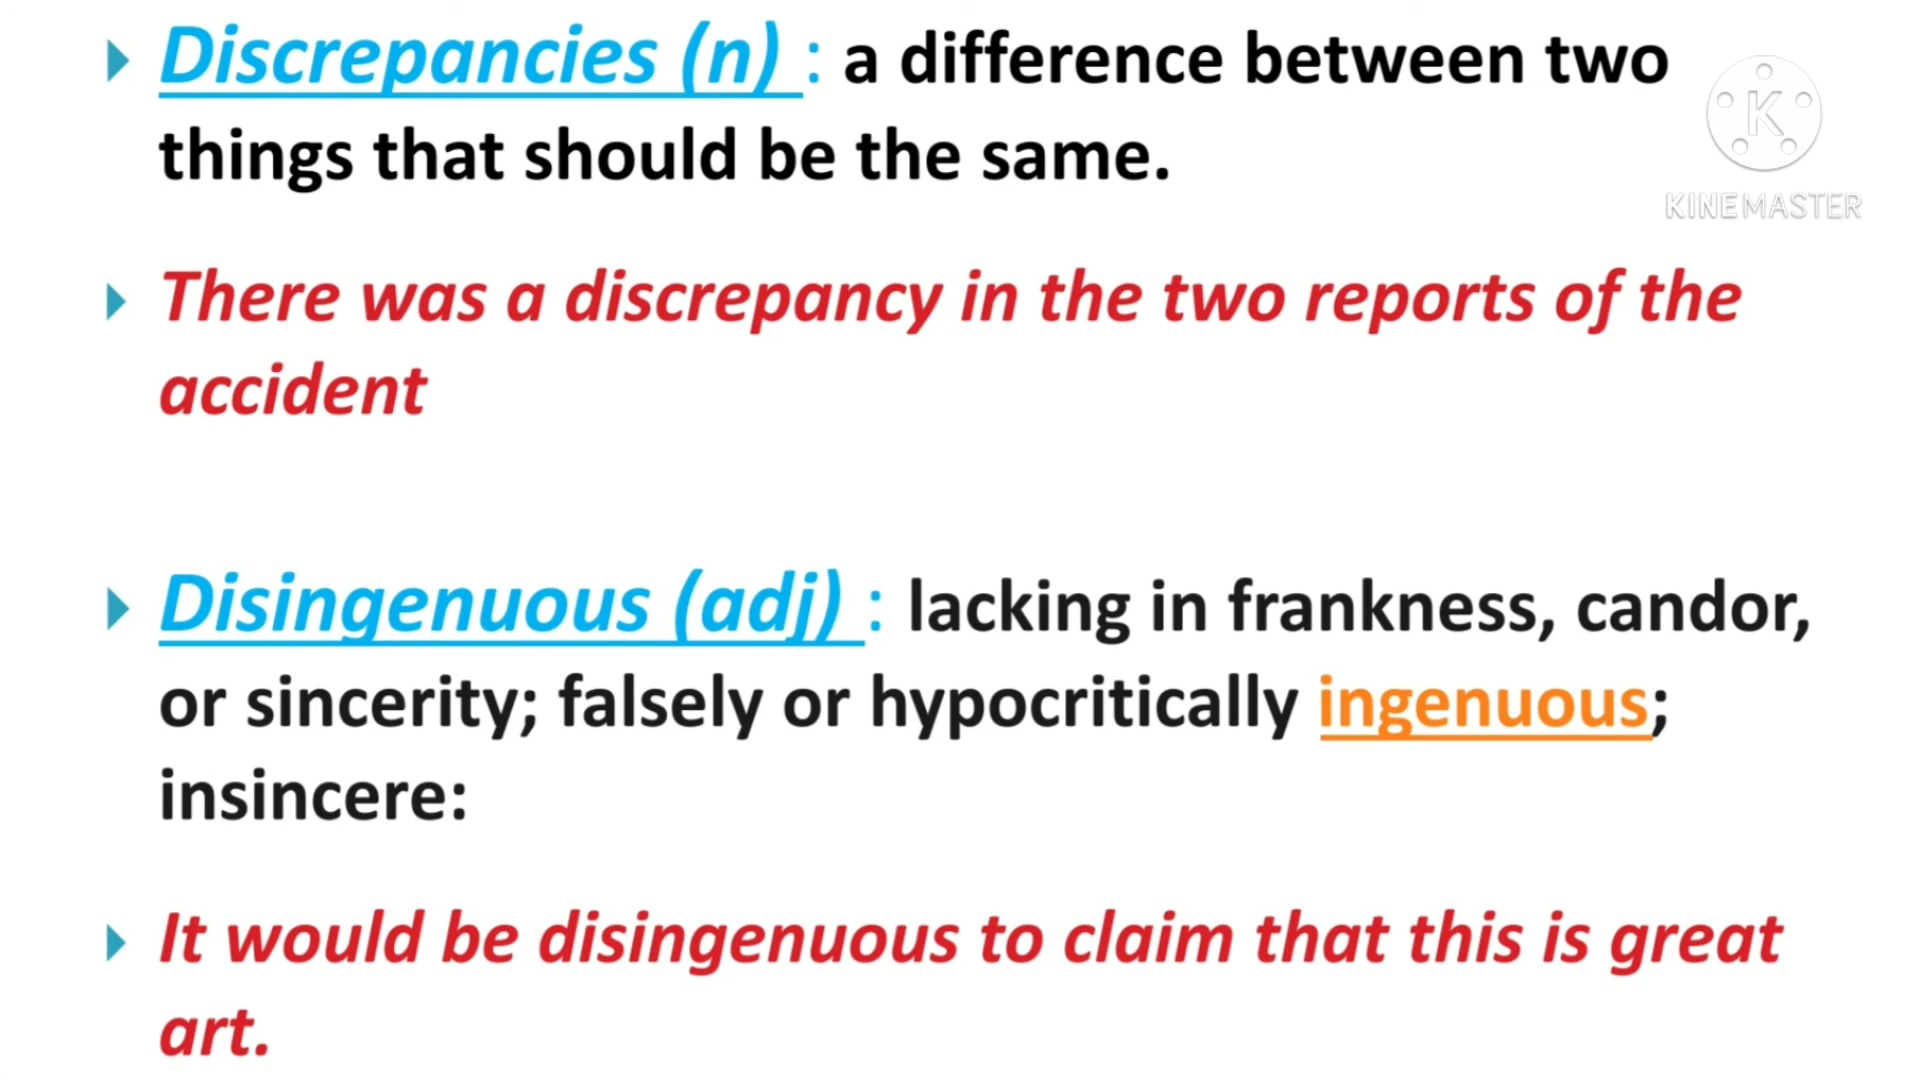 Discrepancies (n) : a difference between two
things that should be the same.
K
KINEMASTER
There was a discrepancy in the two reports of the
accident
Disingenuous (adj) : lacking in frankness, candor,
or sincerity; falsely or hypocritically ingenuous;
insincere:
It would be disingenuous to claim that this is great
art.